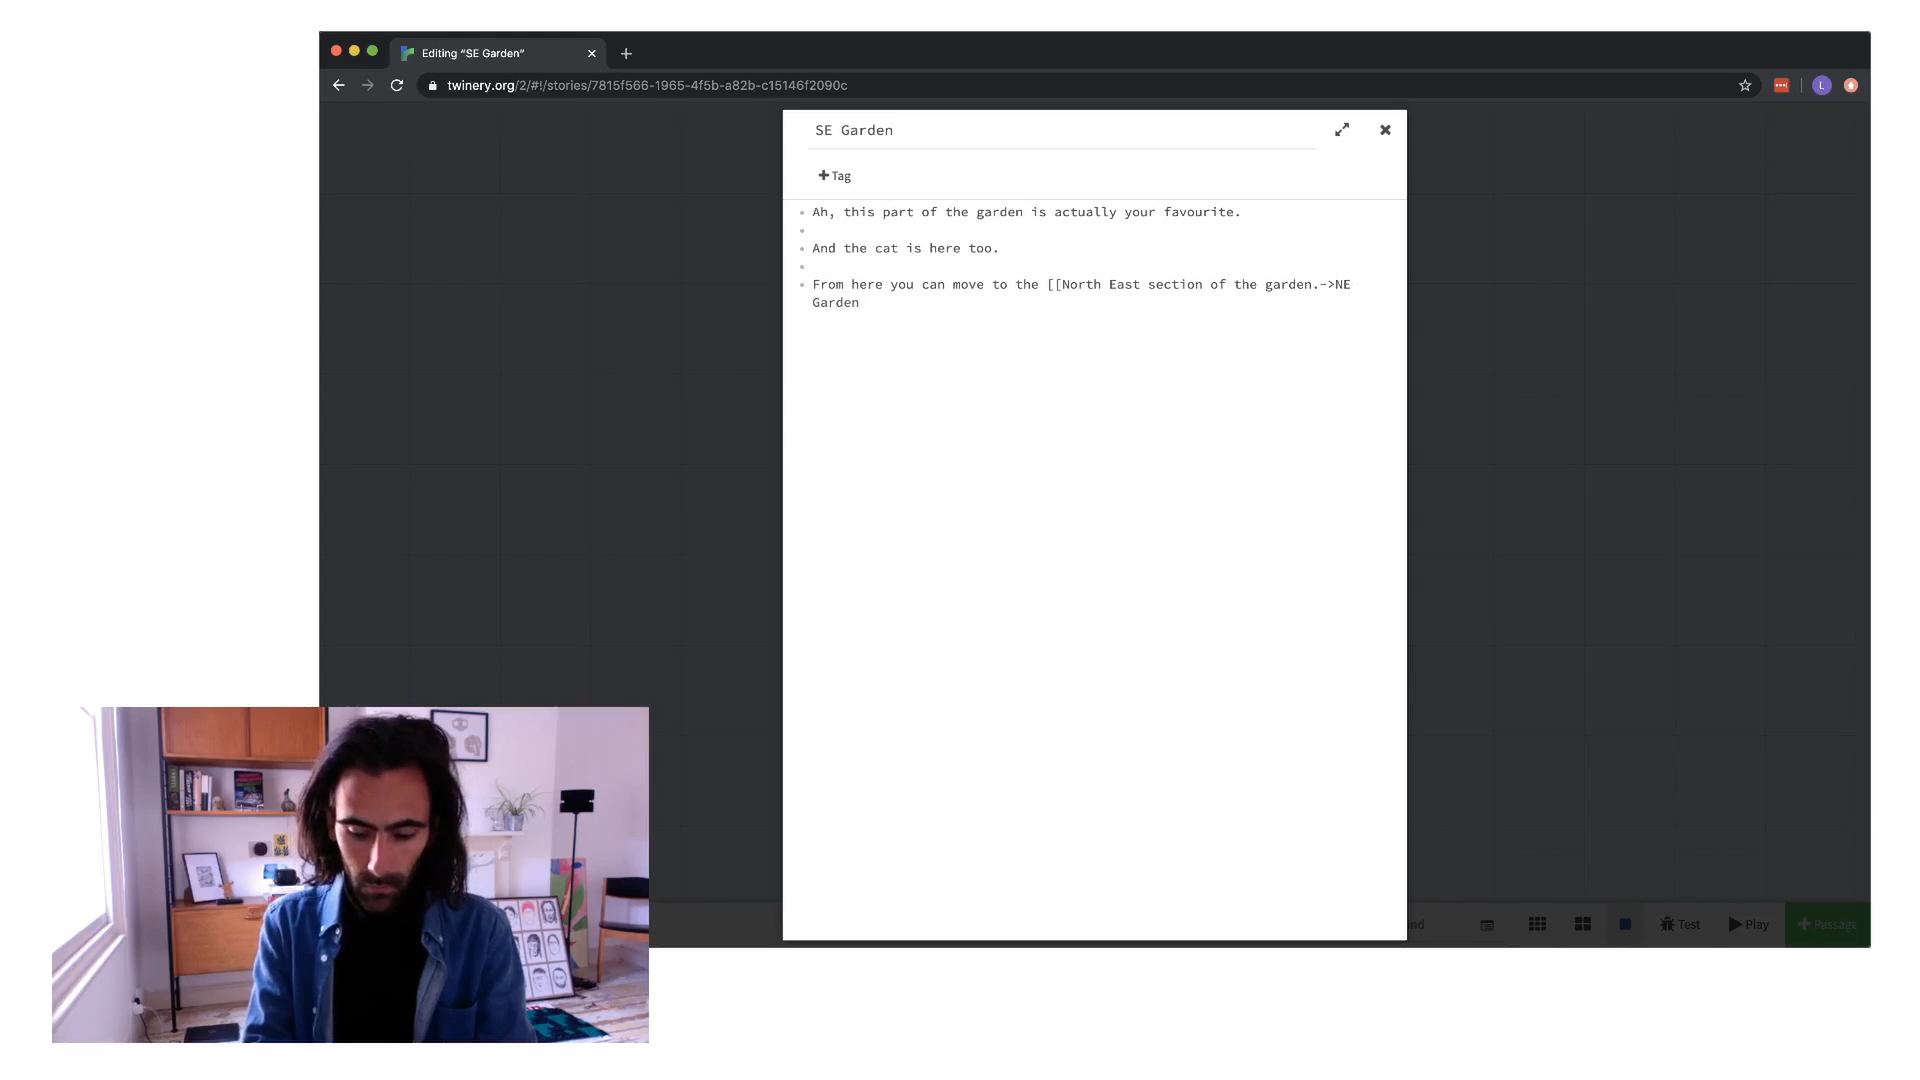 Editing “SE Garden”
twinery.org/2/#!/stories/7815f566-1965-4f5b-a82b-c15146f2090c
L
SE Garden
Tag
Ah, this part of the garden is actually your favourite.
And the cat is here too.
From here you can move to the [[North East section of the garden.->NE
Garden
ind
Test
Play
Passage